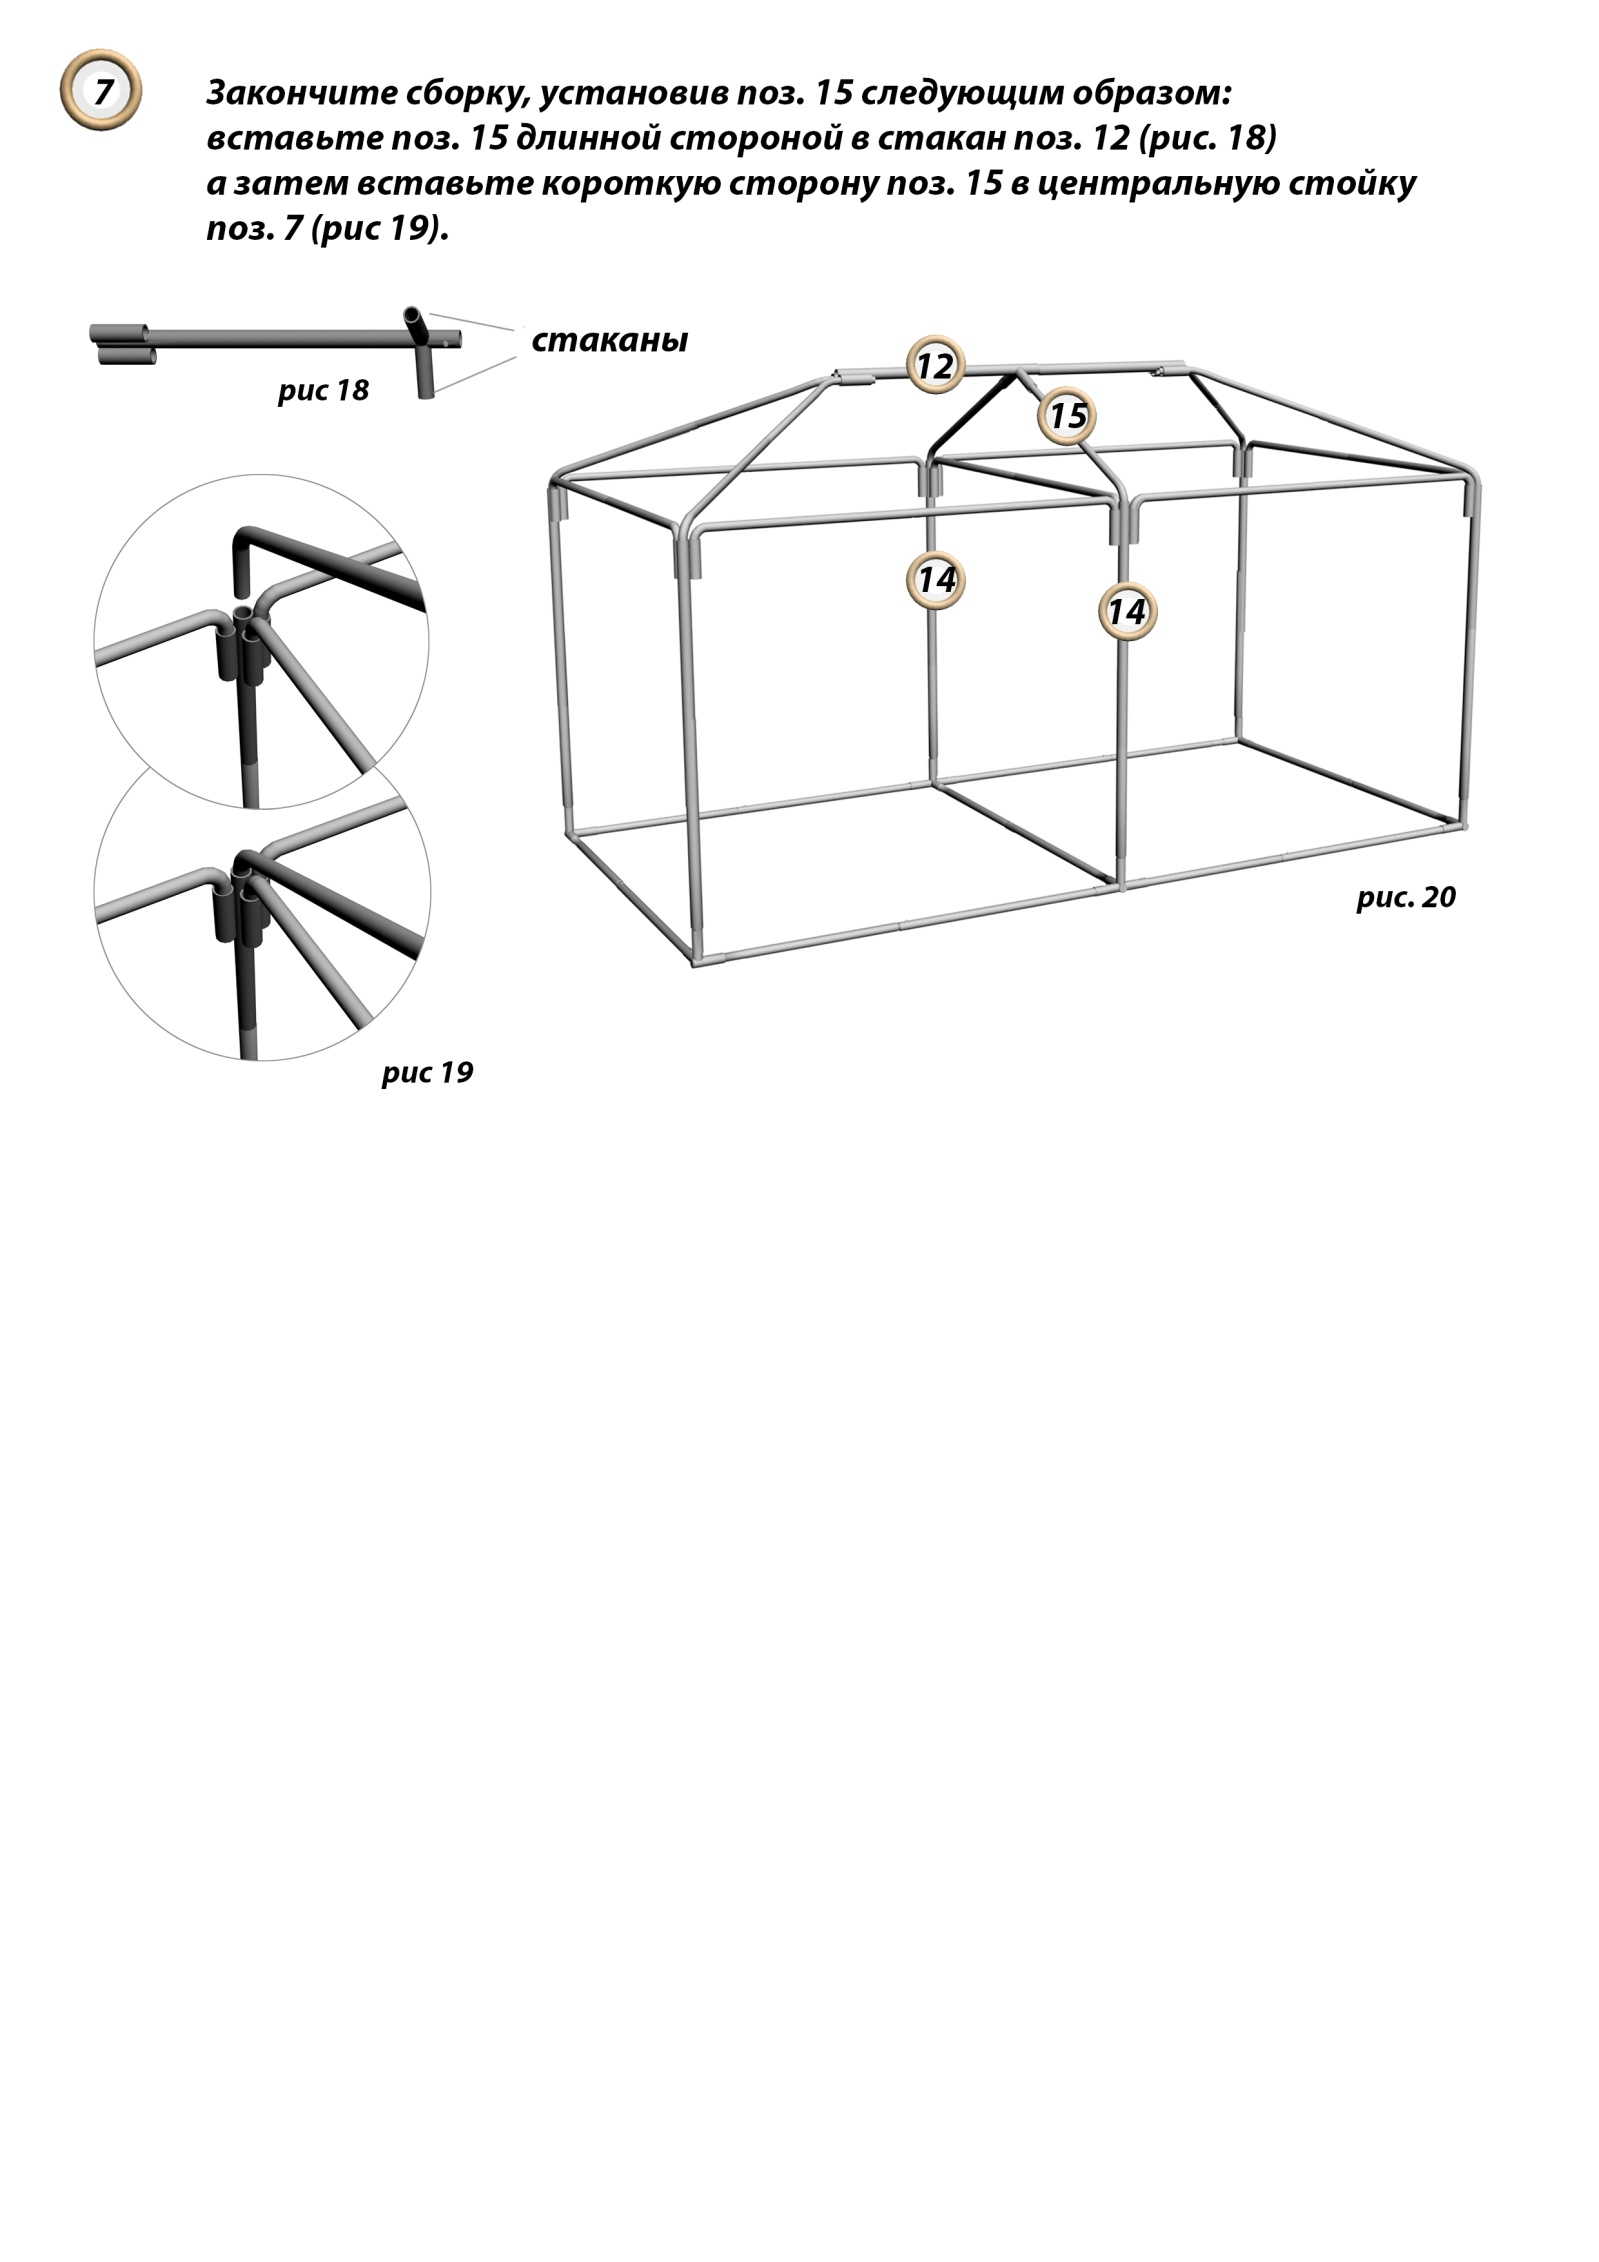 7
Закончите сборку, установив поз. 15 следующим образом:
вставьте поз. 15 длинной стороной в стакан поз. 12 (рис. 18)
а затем вставьте короткую сторону поз. 15 в центральную стойку
поз. 7 (рис 19).
стаканы
рис 18
12
15
14
14
рис. 20
рис 19